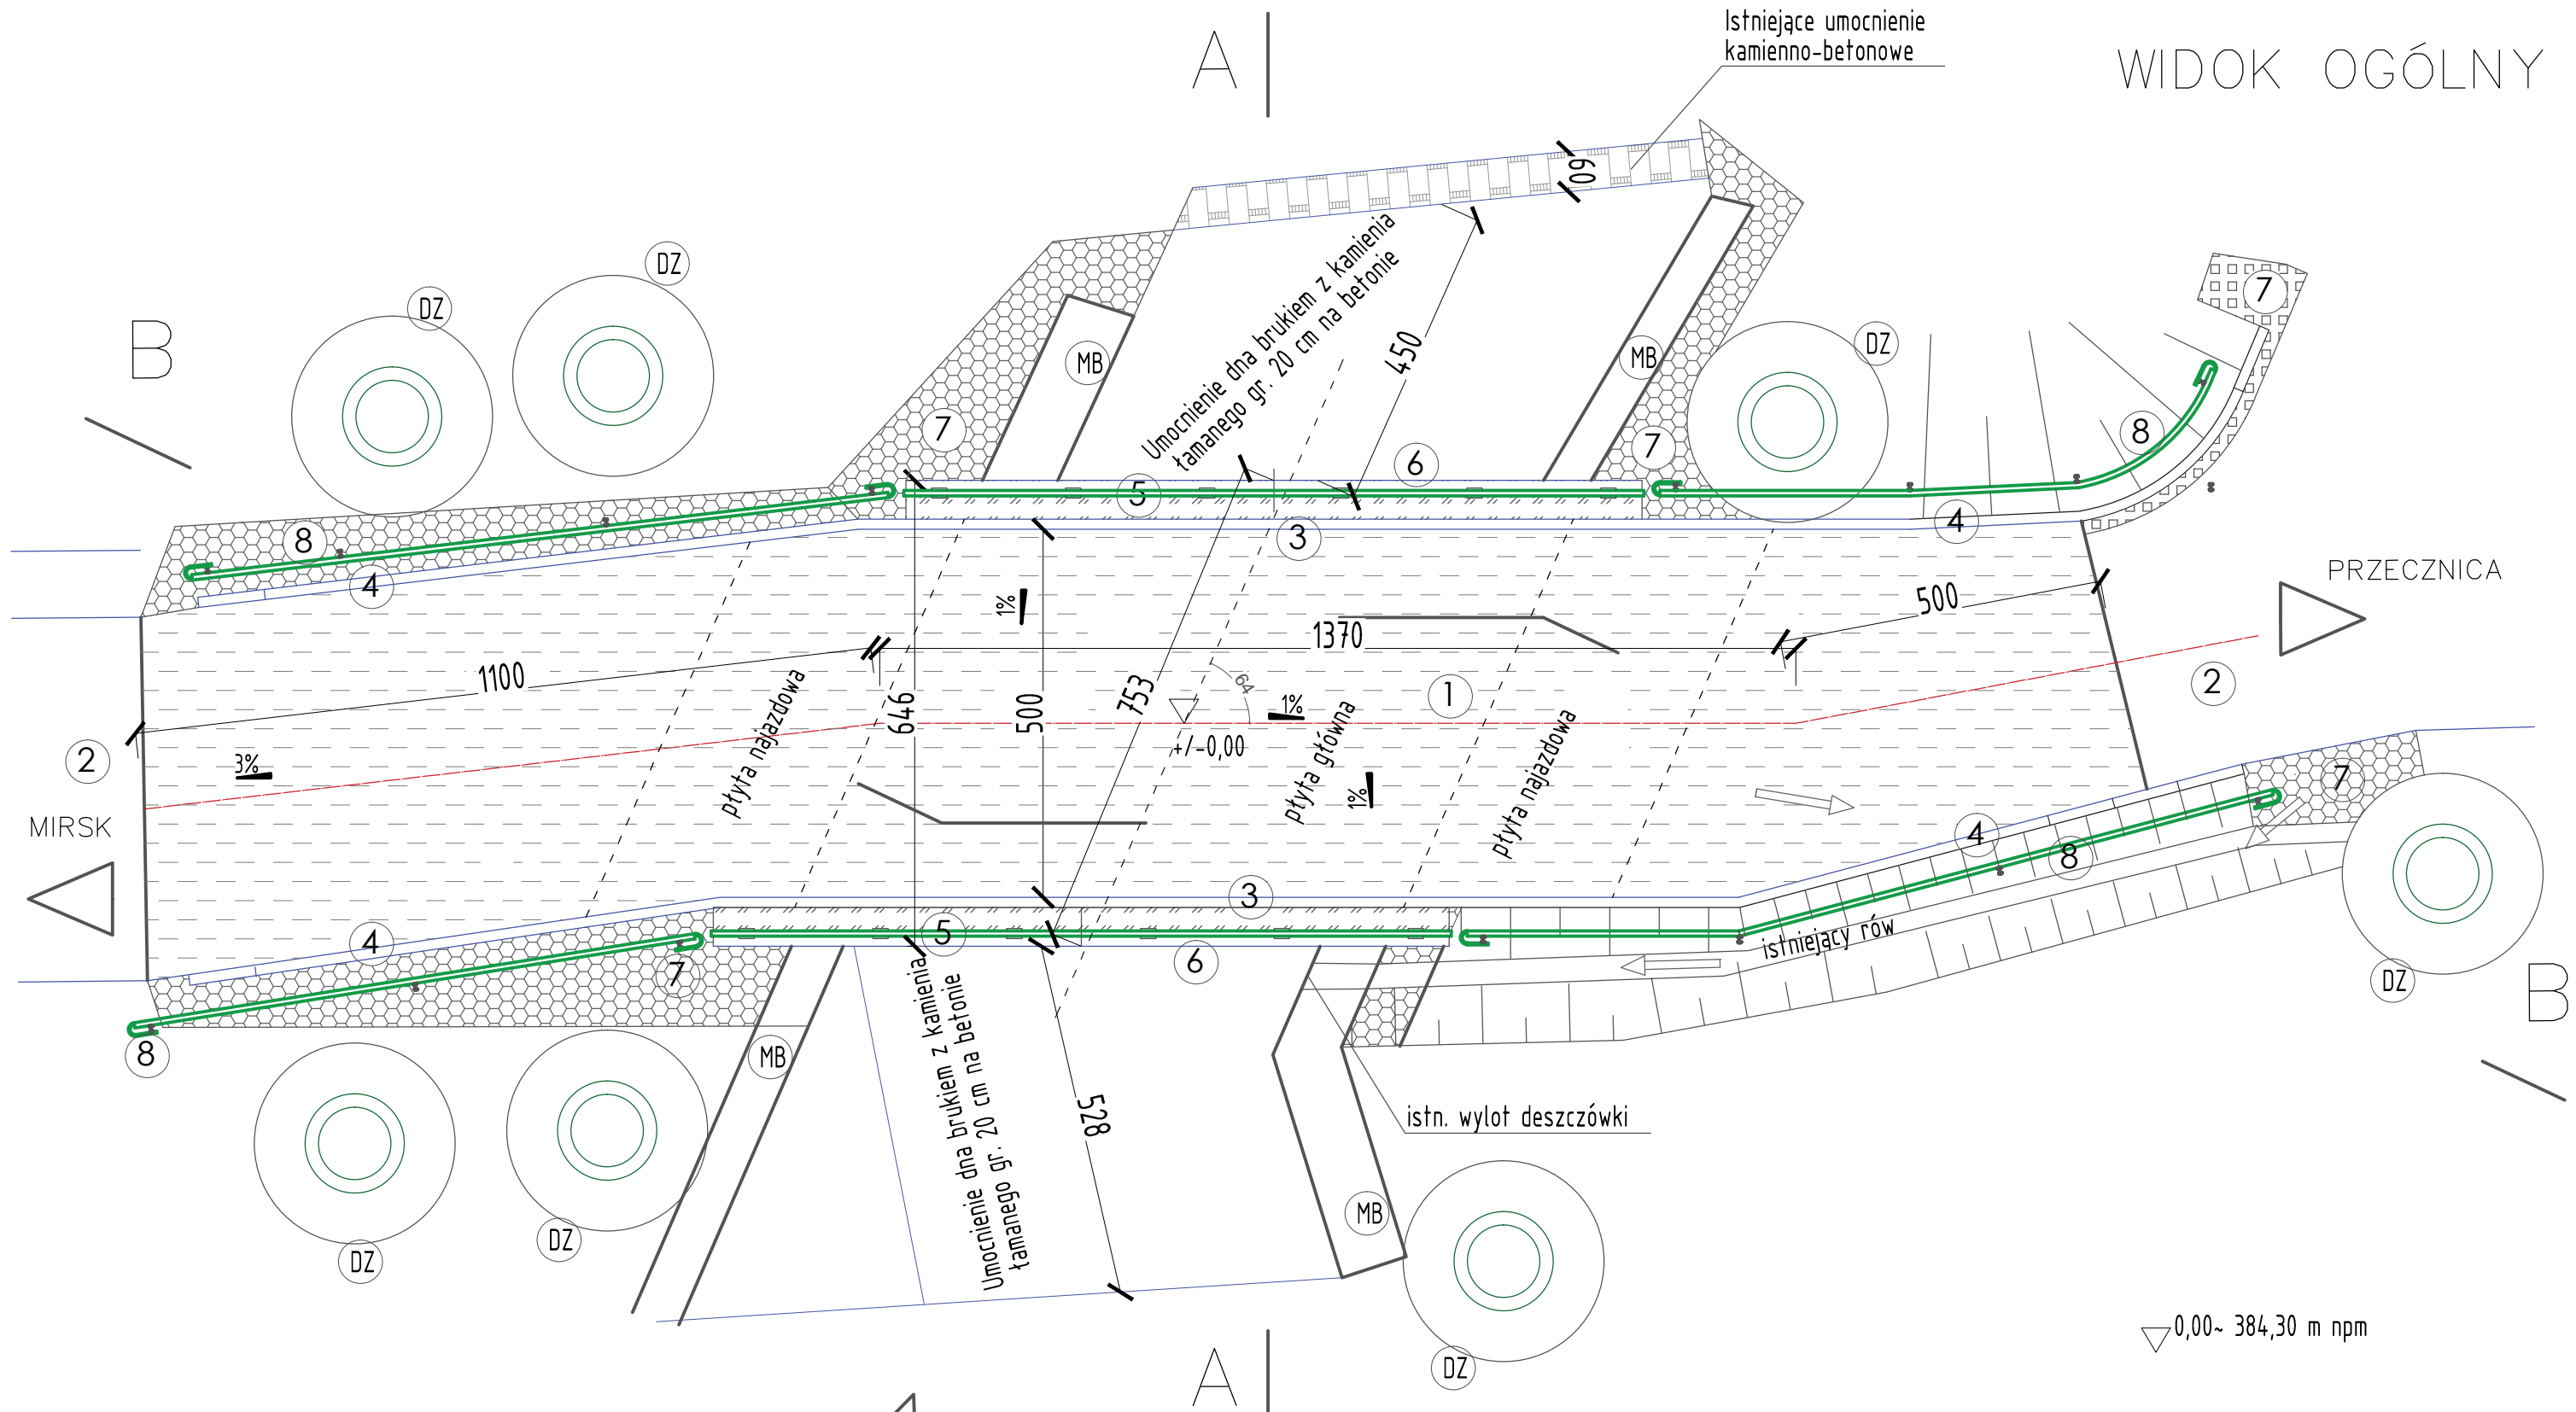 A
Istniejące umocnienie
kamienno-betonowe
WIDOK OGÓLNY
60
DZ
DZ
7
B
DZ
MB
MB
Umocnienie dna brukiem z kamienia
łamanego gr. 20 cm na betonie
450
7
7
6
8
5
8
4
3
4
PRZECZNICA
1%
500
1370
1100
płyta najazdowa
646
500
753
64
1
1%
2
+/-0,00
płyta główna
płyta najazdowa
1%
2
3%
7
MIRSK
4
8
3
4
5
istniejący rów
6
7
DZ
B
8
MB
Umocnienie dna brukiem z kamienia
łamanego gr. 20 cm na betonie
528
istn. wylot deszczówki
MB
DZ
DZ
0,00~ 384,30 m npm
DZ
A